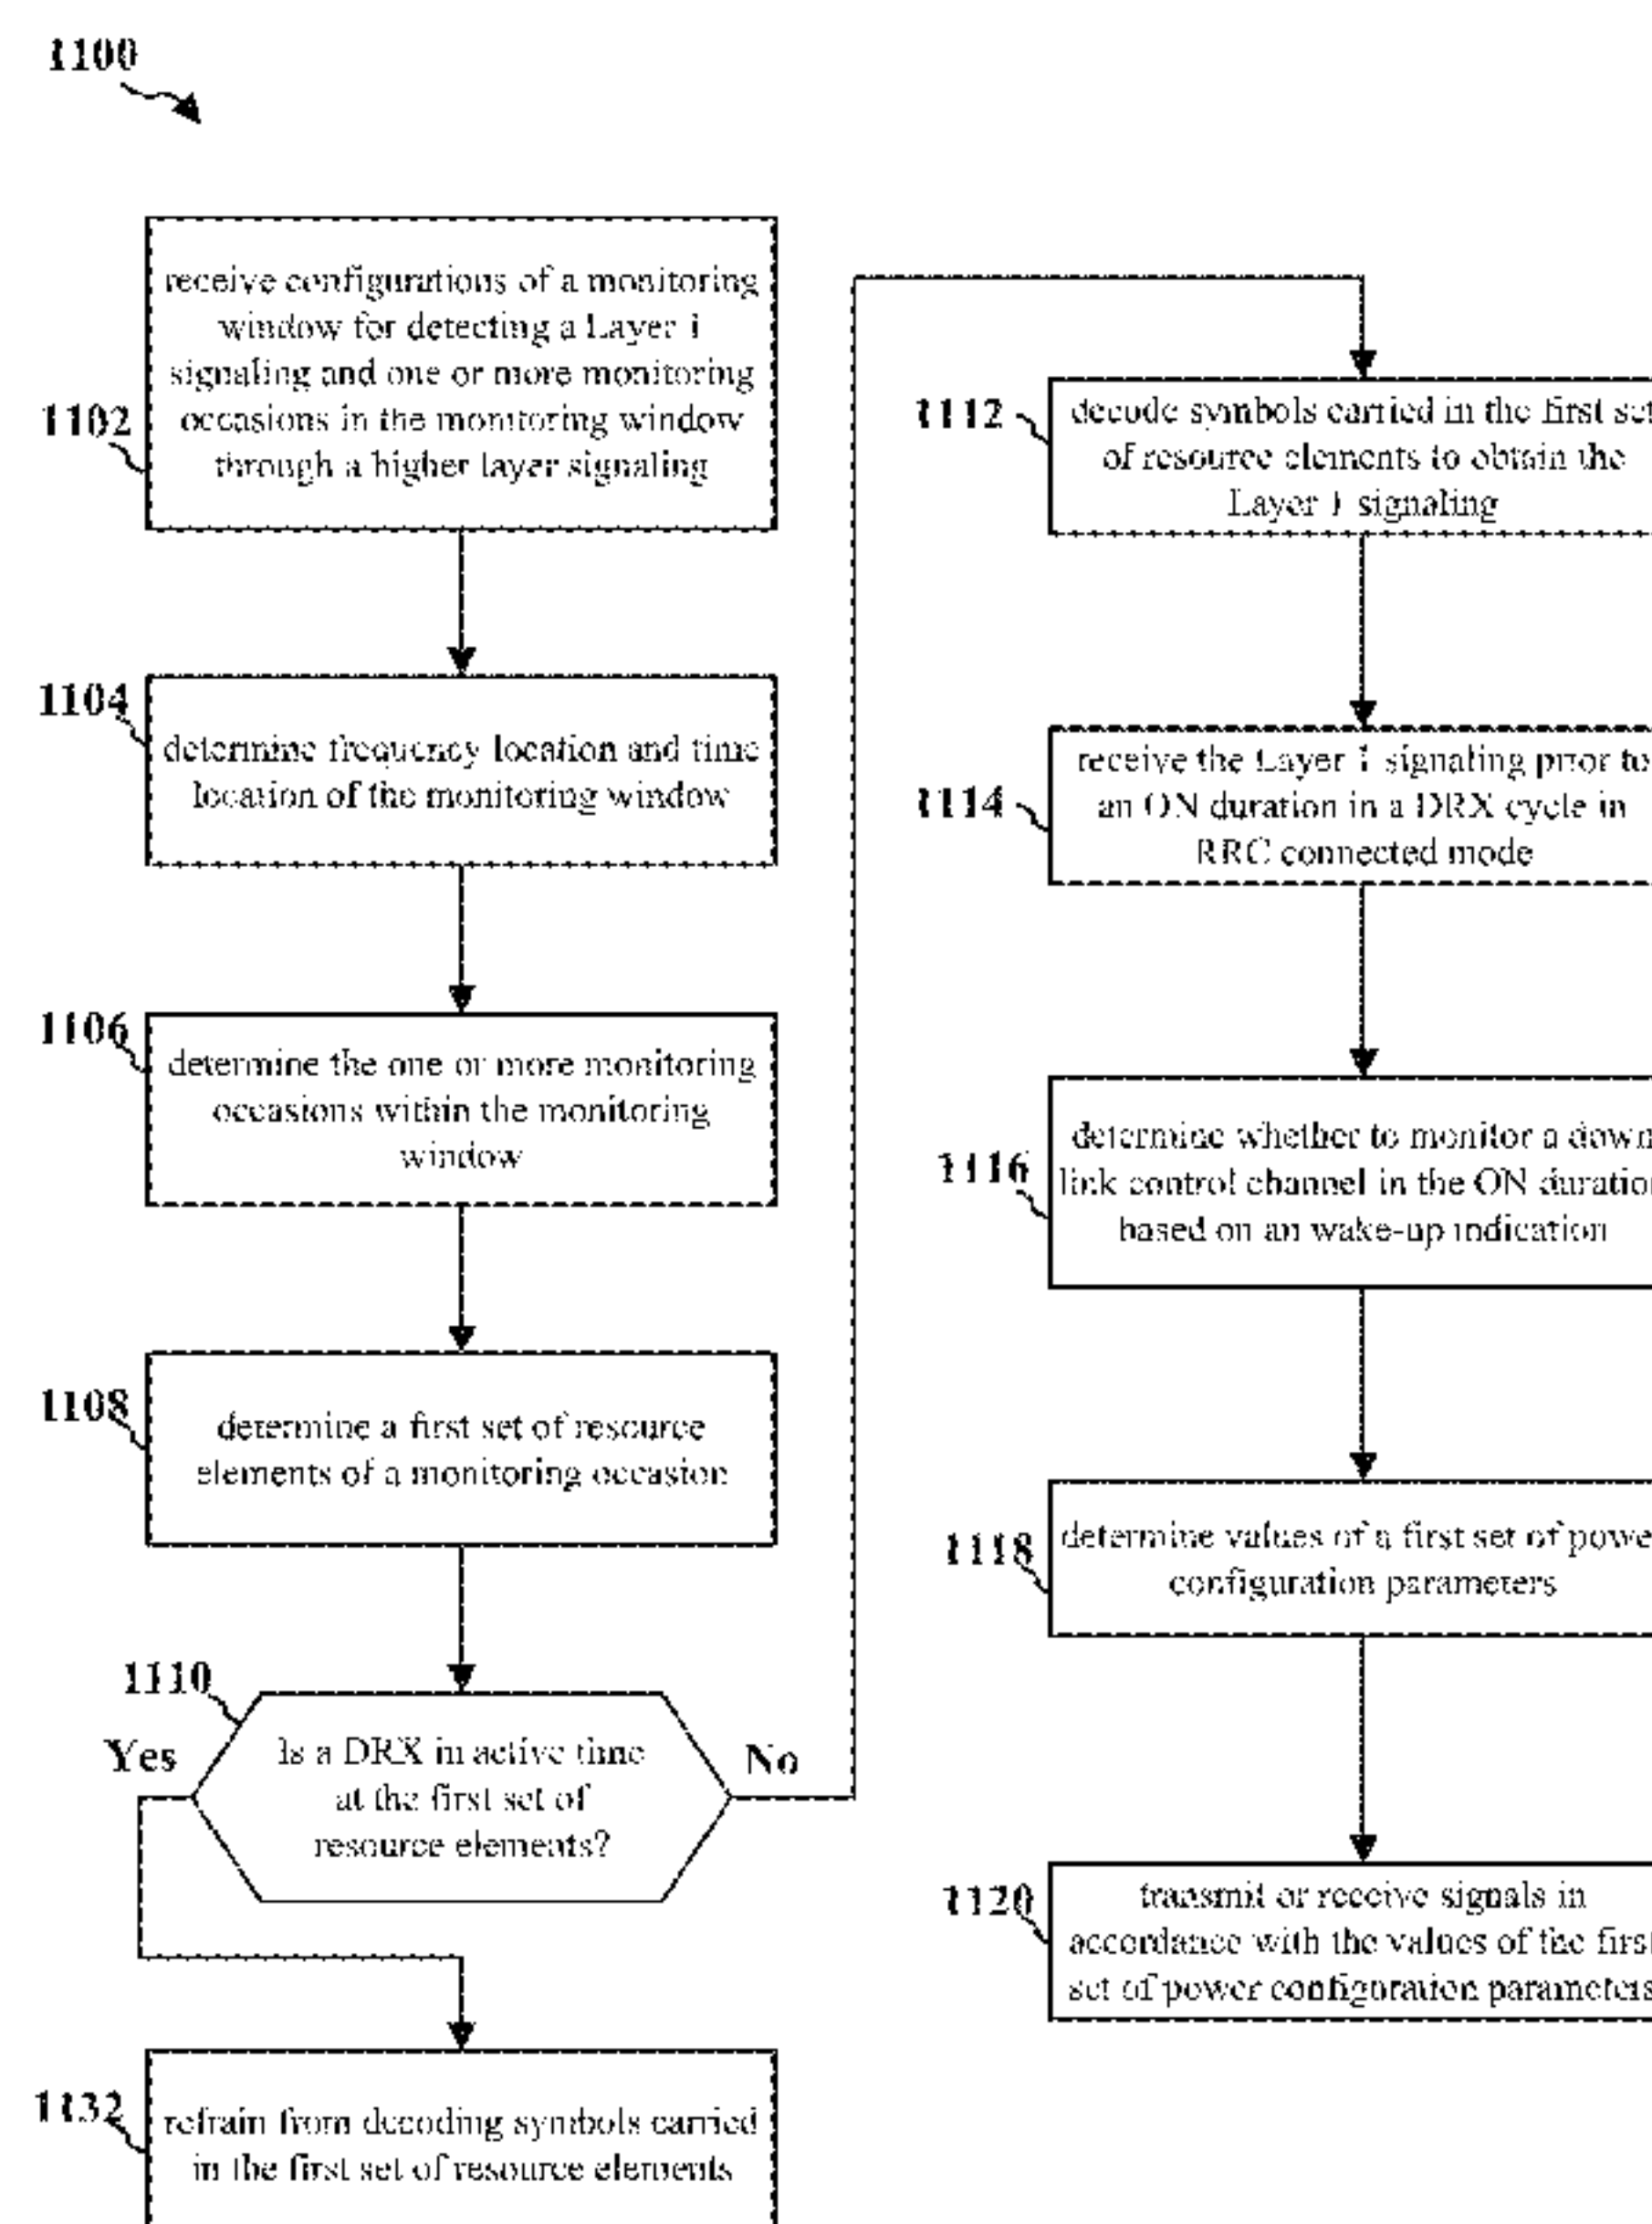 1100
receive configurations of a monitoring
window for detecting a Layer 1
signaling and one or more monitoring
occasions in the monitoring window
through a higher layer signaling
1102
1104
determine frequency location and time
location of the monitoring window
1106
determine the one or more monitoring
occasions within the monitoring
window
1108
determine a first set of resource
elements of a monitoring occasion
1110
Yes
Is a DRX in active time
at the first set of
resource elements?
No
1132
refrain from decoding symbols carried
in the first set of resource elements
1112
decode symbols carried in the first set
of resource elements to obtain the
Layer 1 signaling
1114
receive the Layer 1 signaling prior to
an ON duration in a DRX cycle in
RRC connected mode
1116
determine whether to monitor a down
link control channel in the ON duration
based on an wake-up indication
1118
determine values of a first set of powe
configuration parameters
1120
transmit or receive signals in
accordance with the values of the first
set of power configuration parameters